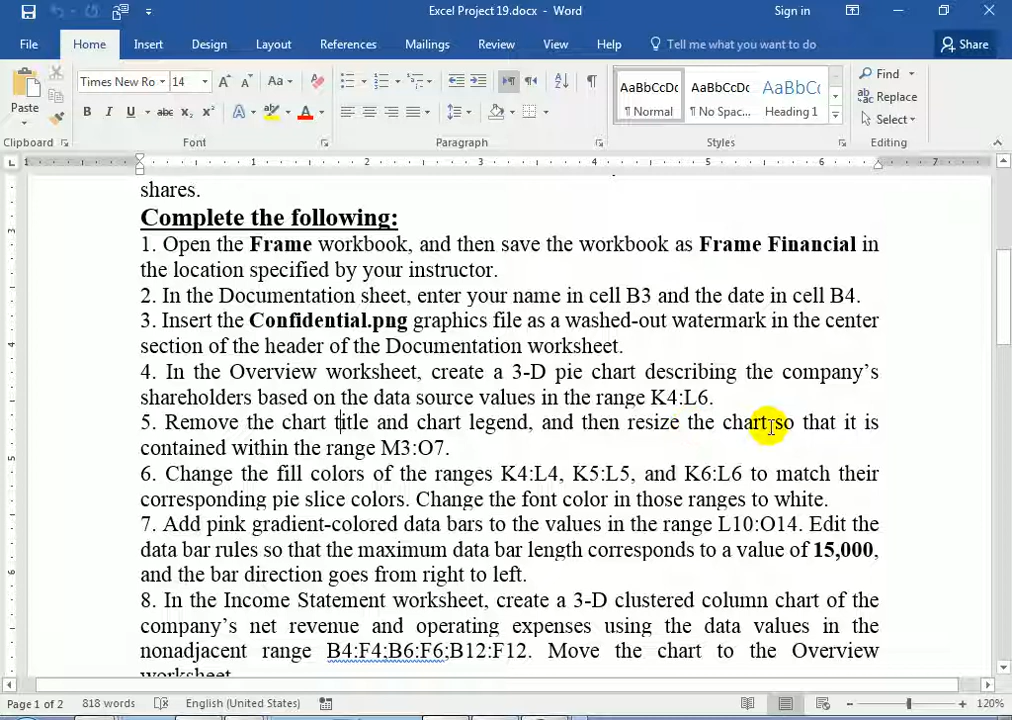 Excel Project 19.docx - Word
Sign in
File Home Insert Design Layout References Mailings Review View Help Tell me what you want to do Share
Paste
Times New Ro 14 Aa
B I U abc x₂ x² A A
AaBbCcDc AaBbCcDc AaBbCc
¶ Normal ¶ No Spac... Heading 1
Find
Replace
Select
Clipboard Font Paragraph Styles Editing
1 1 2 3 4 5 6 7
shares.
Complete the following:
1. Open the Frame workbook, and then save the workbook as Frame Financial in
the location specified by your instructor.
2. In the Documentation sheet, enter your name in cell B3 and the date in cell B4.
3. Insert the Confidential.png graphics file as a washed-out watermark in the center
section of the header of the Documentation worksheet.
4. In the Overview worksheet, create a 3-D pie chart describing the company’s
shareholders based on the data source values in the range K4:L6.
5. Remove the chart title and chart legend, and then resize the chart so that it is
contained within the range M3:O7.
6. Change the fill colors of the ranges K4:L4, K5:L5, and K6:L6 to match their
corresponding pie slice colors. Change the font color in those ranges to white.
7. Add pink gradient-colored data bars to the values in the range L10:O14. Edit the
data bar rules so that the maximum data bar length corresponds to a value of 15,000,
and the bar direction goes from right to left.
8. In the Income Statement worksheet, create a 3-D clustered column chart of the
company’s net revenue and operating expenses using the data values in the
nonadjacent range B4:F4;B6:F6;B12:F12. Move the chart to the Overview
worksheet.
Page 1 of 2 818 words English (United States) 120%